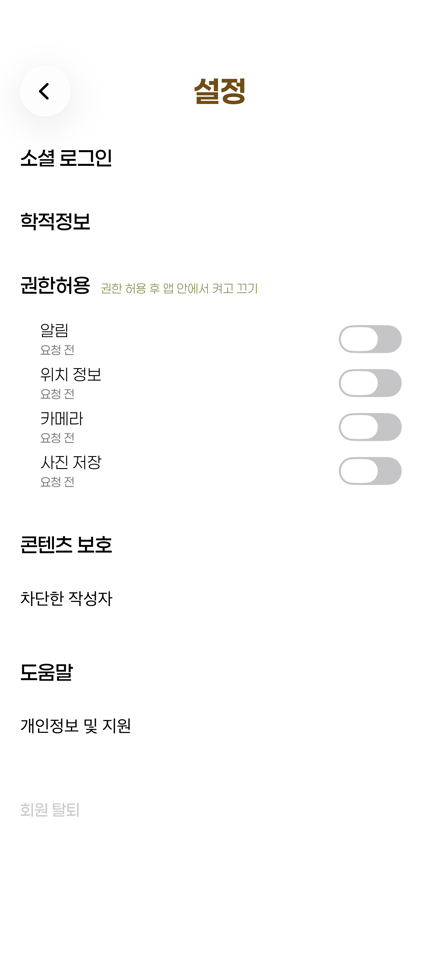 설정
소셜 로그인
학적정보
권한허용 권한 허용 후 앱 안에서 켜고 끄기
알림
요청 전
위치 정보
요청 전
카메라
요청 전
사진 저장
요청 전
콘텐츠 보호
차단한 작성자
도움말
개인정보 및 지원
회원 탈퇴